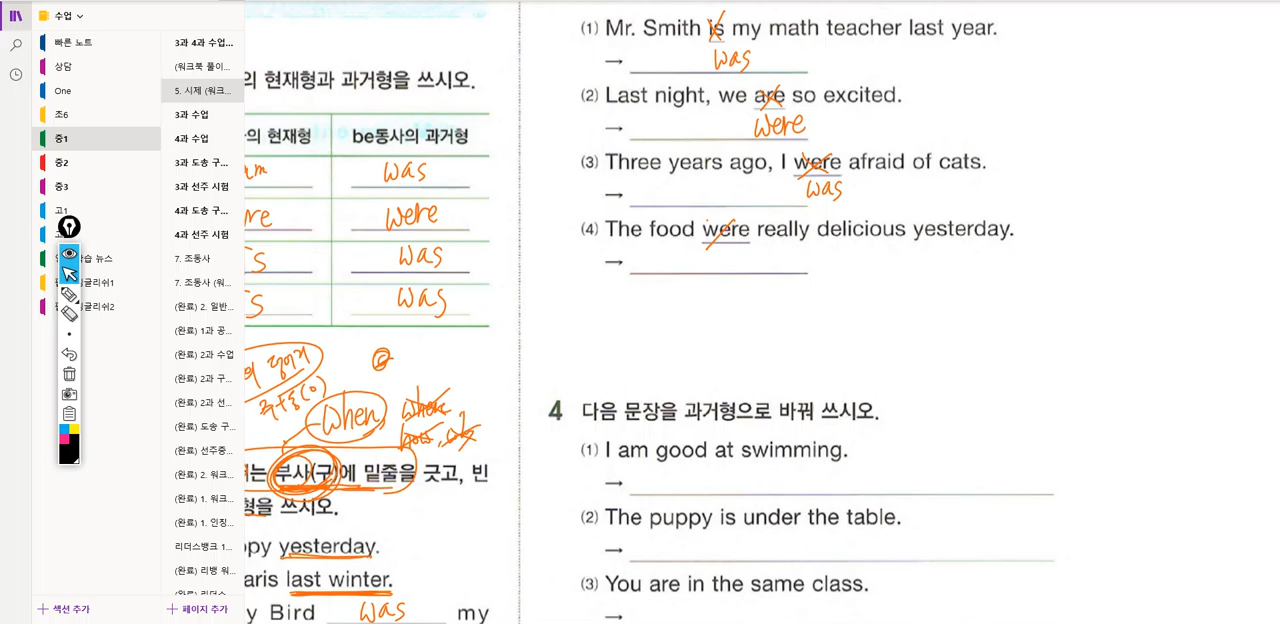 수업
빠른 노트
상담
One
초6
중1
중2
중3
고1
뉴스
글리쉬1
글리쉬2
섹션 추가
3과 4과 수업...
(워크북 풀이...
5. 시제 (워크...
3과 수업
4과 수업
3과 도송 구...
3과 선주 시험
4과 도송 구...
4과 선주 시험
7. 조동사
7. 조동사 (워...
(완료) 2. 일반...
(완료) 1과 공...
(완료) 2과 수업
(완료) 2과 구...
(완료) 2과 선...
(완료) 도송 구...
(완료) 선주중...
(완료) 2. 워크...
(완료) 1. 워크...
(완료) 1. 인칭...
리더스뱅크 1...
(완료) 리뱅 워...
페이지 추가
의 현재형과 과거형을 쓰시오.
의 현재형 be동사의 과거형
was
were
was
was
when where
는 부사(구)에 밑줄을 긋고, 빈
형을 쓰시오.
ppy yesterday.
aris last winter.
y Bird was my
(1) Mr. Smith is my math teacher last year.
→ was
(2) Last night, we are so excited.
→ were
(3) Three years ago, I were afraid of cats.
→ was
(4) The food were really delicious yesterday.
→
4 다음 문장을 과거형으로 바꿔 쓰시오.
(1) I am good at swimming.
→
(2) The puppy is under the table.
→
(3) You are in the same class.
→